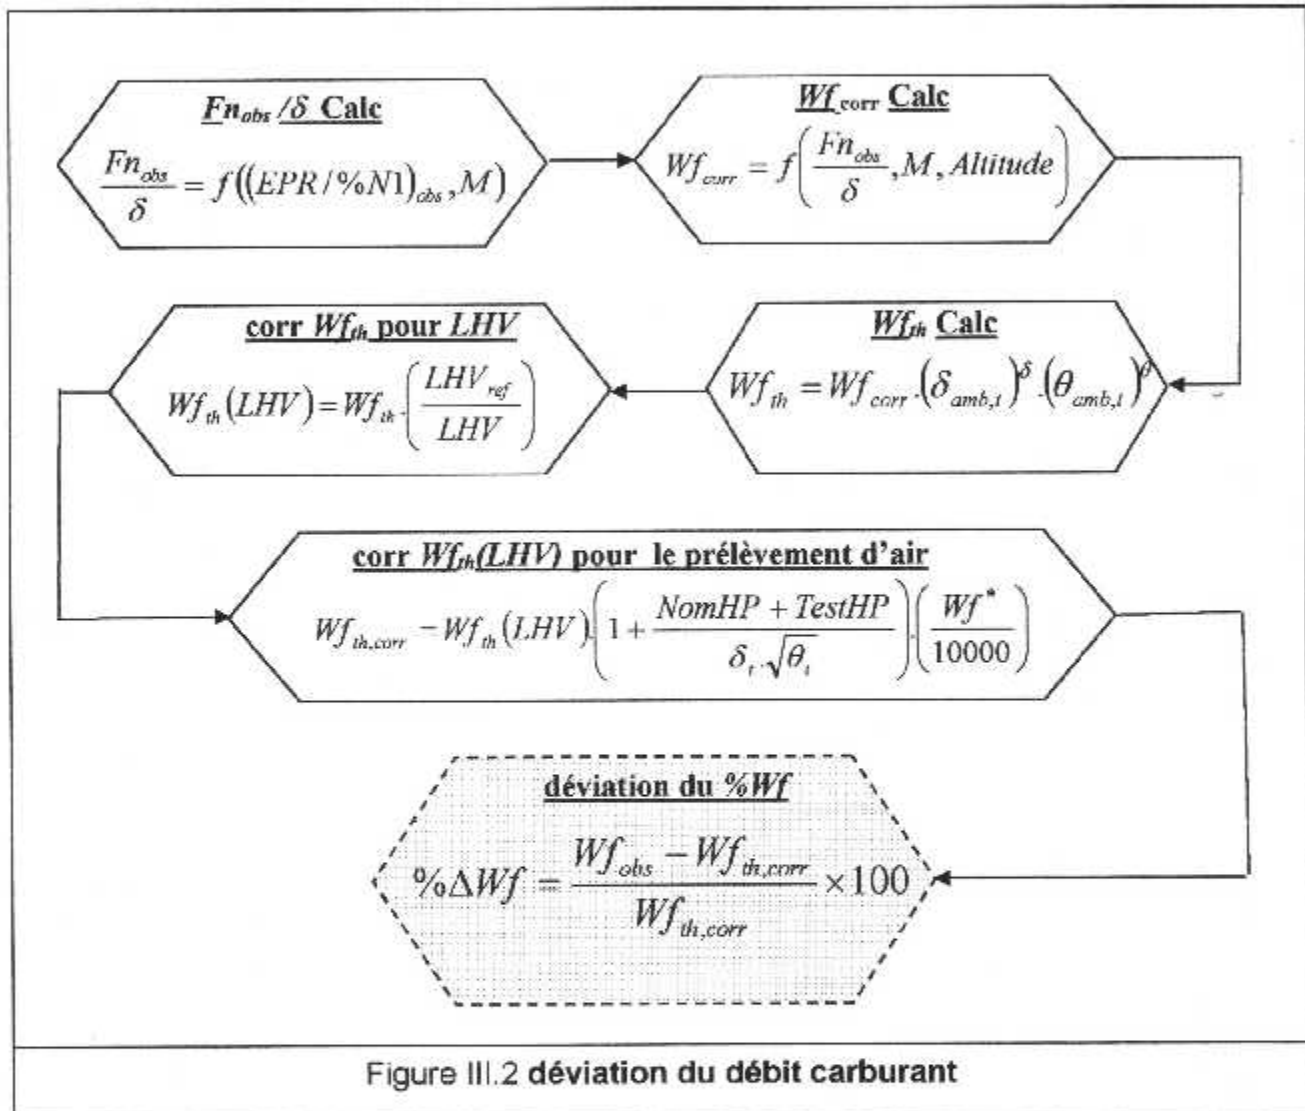 Fn_obs /δ Calc
Fn_obs / δ = f((EPR/%N1)_obs, M)
Wf_corr Calc
Wf_corr = f(Fn_obs / δ, M, Altitude)
corr Wf_th pour LHV
Wf_th(LHV) = Wf_th.(LHV_ref / LHV)
Wf_th Calc
Wf_th = Wf_corr.(δ_amb,t)^δ.(θ_amb,t)^θ
corr Wf_th(LHV) pour le prélèvement d'air
Wf_th,corr − Wf_th(LHV).(1 + (NomHP + TestHP) / (δ_t.√θ_t)).(Wf* / 10000)
déviation du %Wf
%ΔWf = (Wf_obs − Wf_th,corr) / Wf_th,corr ×100
Figure III.2 déviation du débit carburant